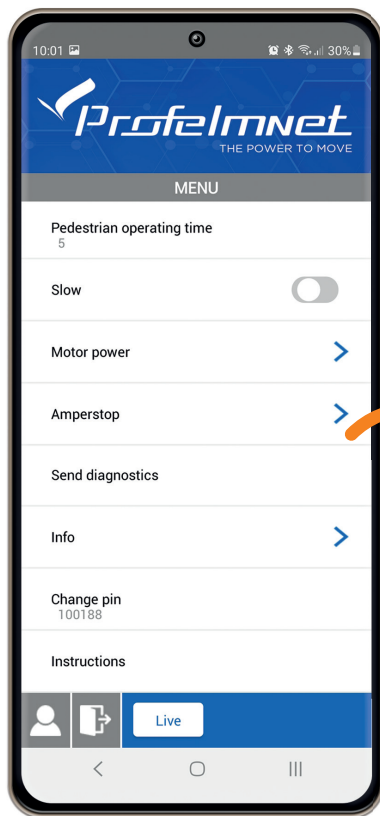 10:01 30%
Profelmnet
THE POWER TO MOVE
MENU
Pedestrian operating time
5
Slow
Motor power
Amperstop
Send diagnostics
Info
Change pin
100188
Instructions
Live